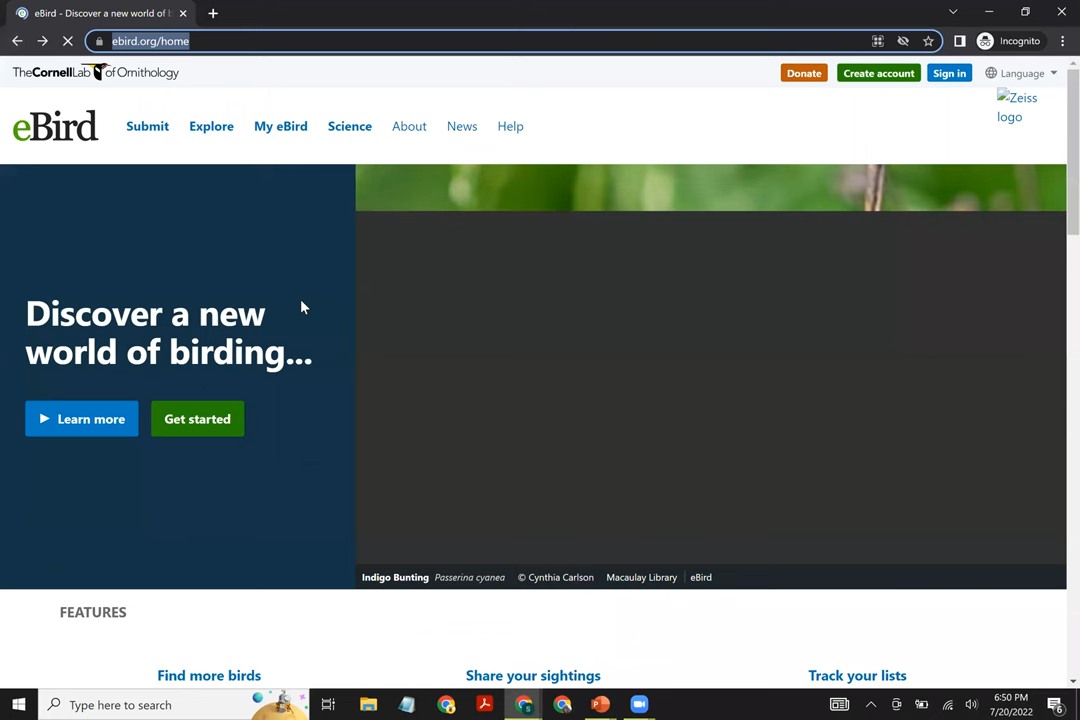 eBird - Discover a new world of b
ebird.org/home
Incognito
TheCornellLab of Ornithology
Donate
Create account
Sign in
Language
eBird
Submit
Explore
My eBird
Science
About
News
Help
Zeiss
logo
Discover a new
world of birding...
Learn more
Get started
Indigo Bunting Passerina cyanea © Cynthia Carlson Macaulay Library eBird
FEATURES
Find more birds
Share your sightings
Track your lists
Type here to search
6:50 PM
7/20/2022
6